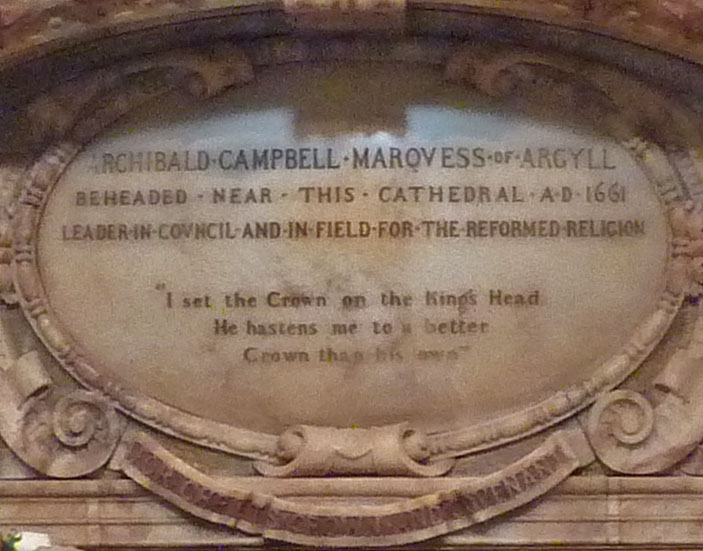 ARCHIBALD·CAMPBELL·MARQVESS·OF·ARGYLL
BEHEADED·NEAR·THIS·CATHEDRAL·A·D·1661
LEADER·IN·COVNCIL·AND·IN·FIELD·FOR·THE·REFORMED·RELIGION
"I set the Crown on the King's Head
He hastens me to a better
Crown than his own"